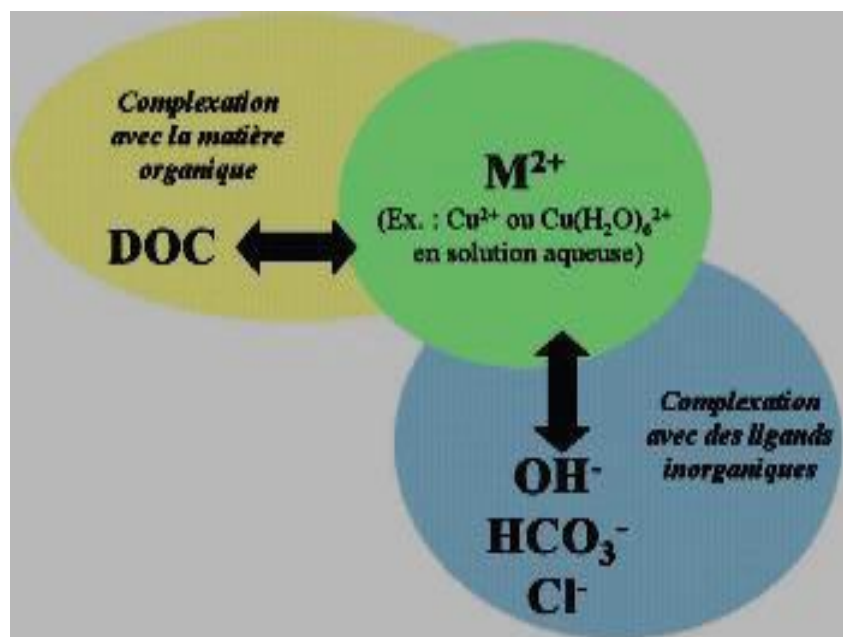 Complexation
avec la matière
organique
DOC
M²⁺
(Ex. : Cu²⁺ ou Cu(H₂O)₆²⁺
en solution aqueuse)
Complexation
avec des ligands
inorganiques
OH⁻
HCO₃⁻
Cl⁻